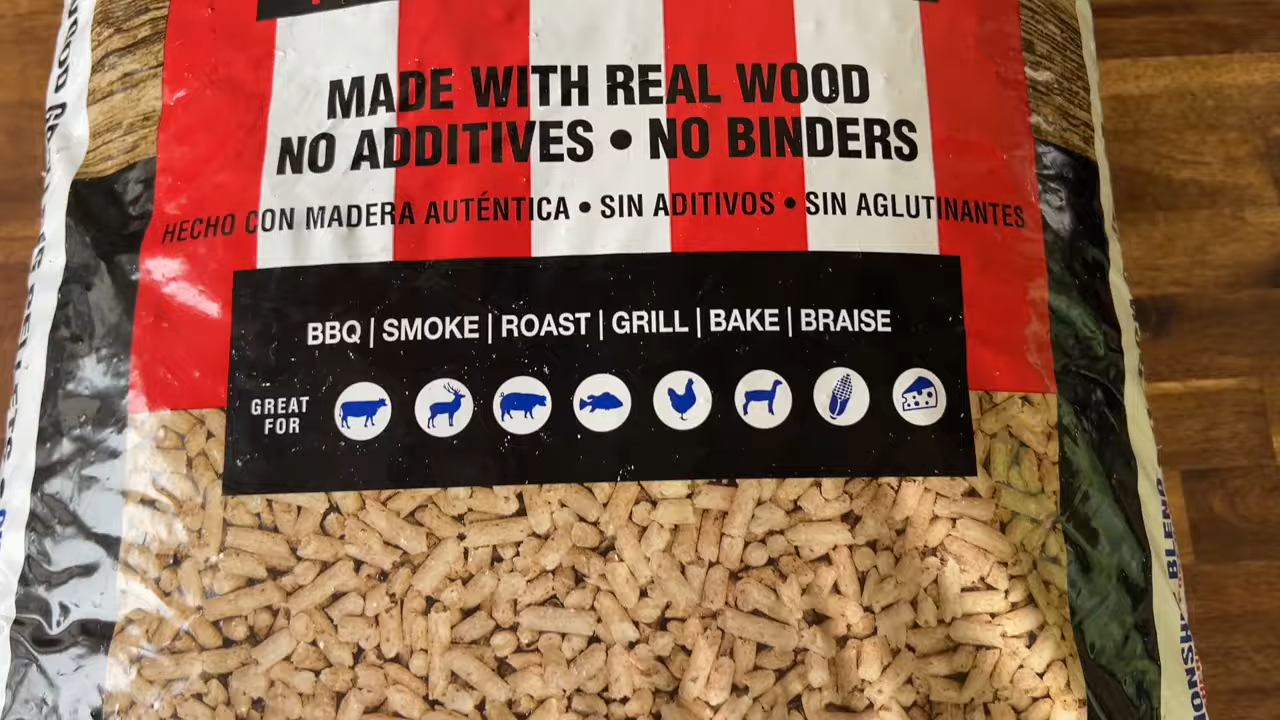 MADE WITH REAL WOOD
NO ADDITIVES • NO BINDERS
HECHO CON MADERA AUTÉNTICA • SIN ADITIVOS • SIN AGLUTINANTES
BBQ | SMOKE | ROAST | GRILL | BAKE | BRAISE
GREAT
FOR
BLEND